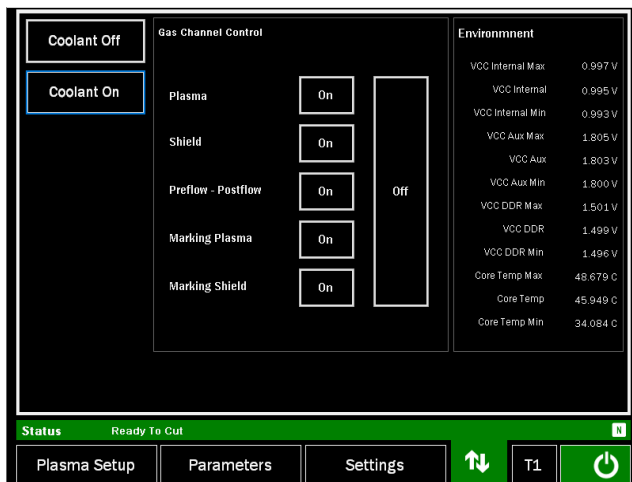 Coolant Off
Coolant On
Gas Channel Control
Plasma On
Shield On
Preflow - Postflow On
Off
Marking Plasma On
Marking Shield On
Environmnent
VCC Internal Max 0.997 V
VCC Internal 0.995 V
VCC Internal Min 0.993 V
VCC Aux Max 1.805 V
VCC Aux 1.803 V
VCC Aux Min 1.800 V
VCC DDR Max 1.501 V
VCC DDR 1.499 V
VCC DDR Min 1.496 V
Core Temp Max 48.679 C
Core Temp 45.949 C
Core Temp Min 34.084 C
Status Ready To Cut N
Plasma Setup Parameters Settings T1